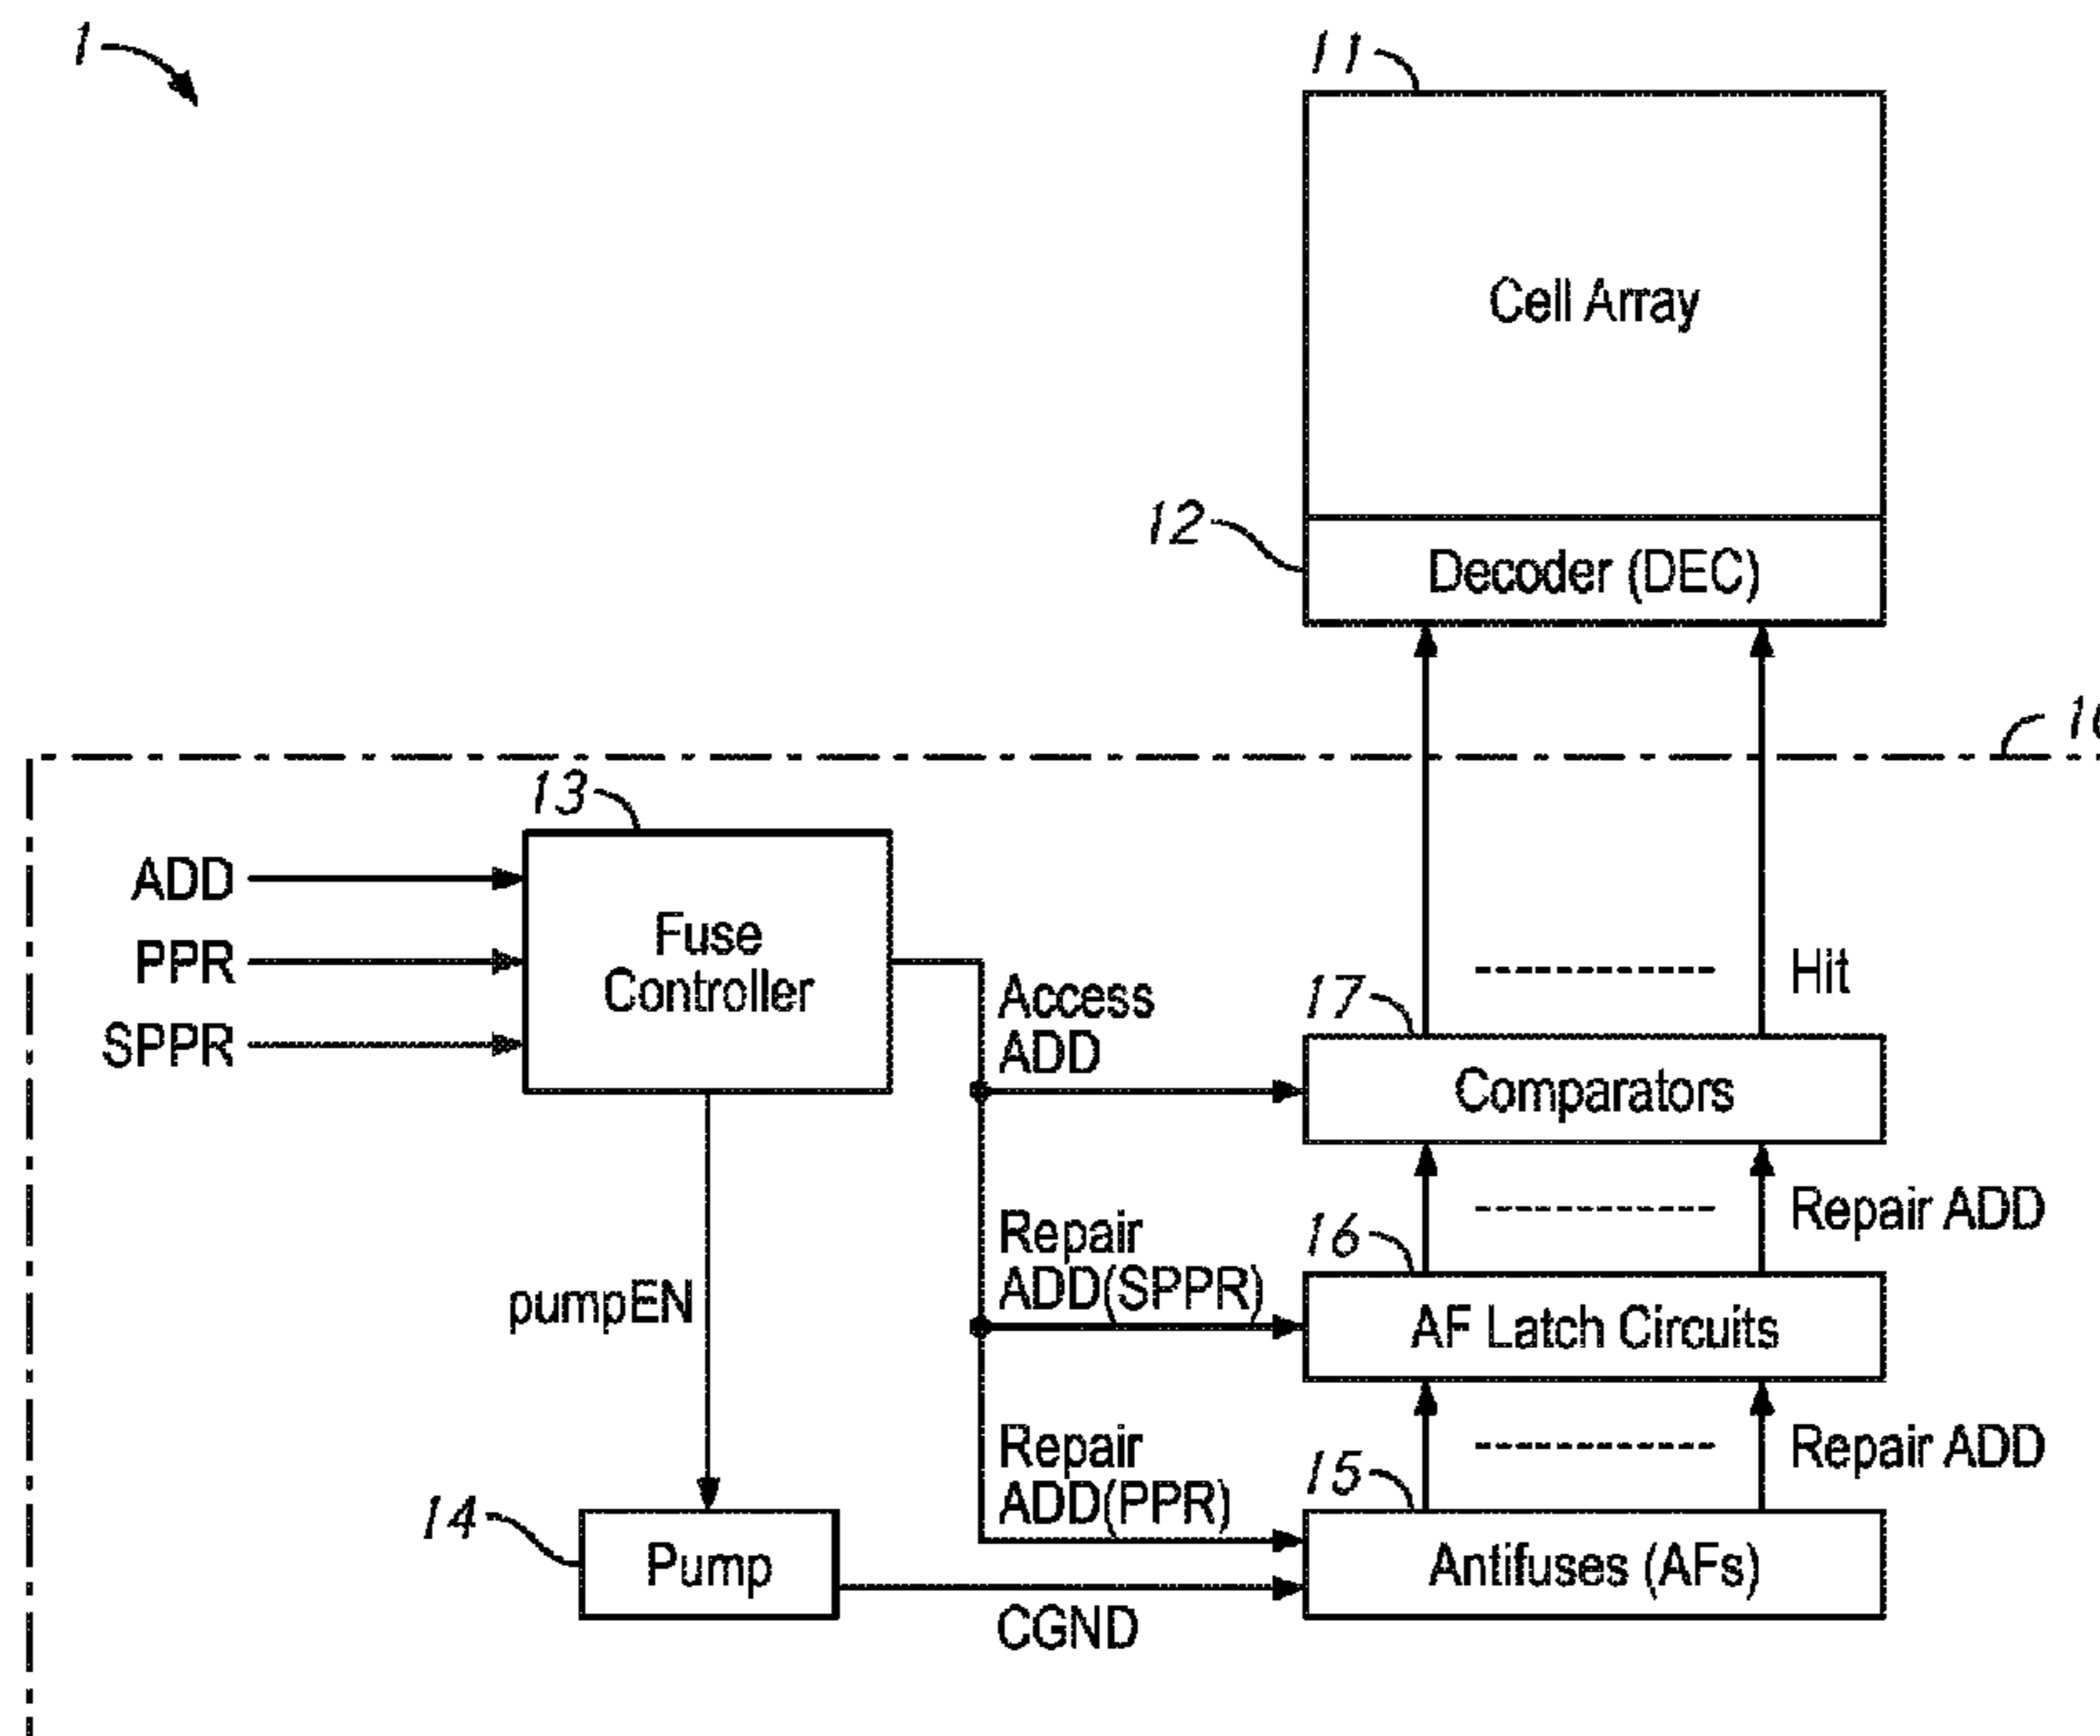 1
11
Cell Array
12
Decoder (DEC)
13
ADD
PPR
SPPR
Fuse
Controller
Access
ADD
17
Hit
Comparators
pumpEN
Repair
ADD(SPPR)
16
Repair ADD
AF Latch Circuits
Repair
ADD(PPR)
15
Repair ADD
14
Pump
Antifuses (AFs)
CGND